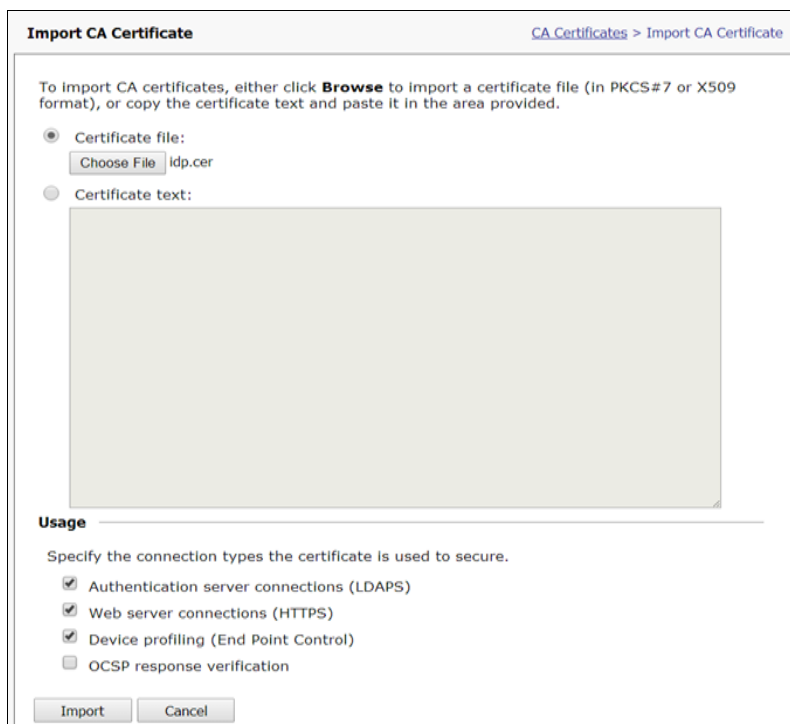 Import CA Certificate
CA Certificates > Import CA Certificate
To import CA certificates, either click Browse to import a certificate file (in PKCS#7 or X509
format), or copy the certificate text and paste it in the area provided.
Certificate file:
Choose File idp.cer
Certificate text:
Usage
Specify the connection types the certificate is used to secure.
Authentication server connections (LDAPS)
Web server connections (HTTPS)
Device profiling (End Point Control)
OCSP response verification
Import Cancel